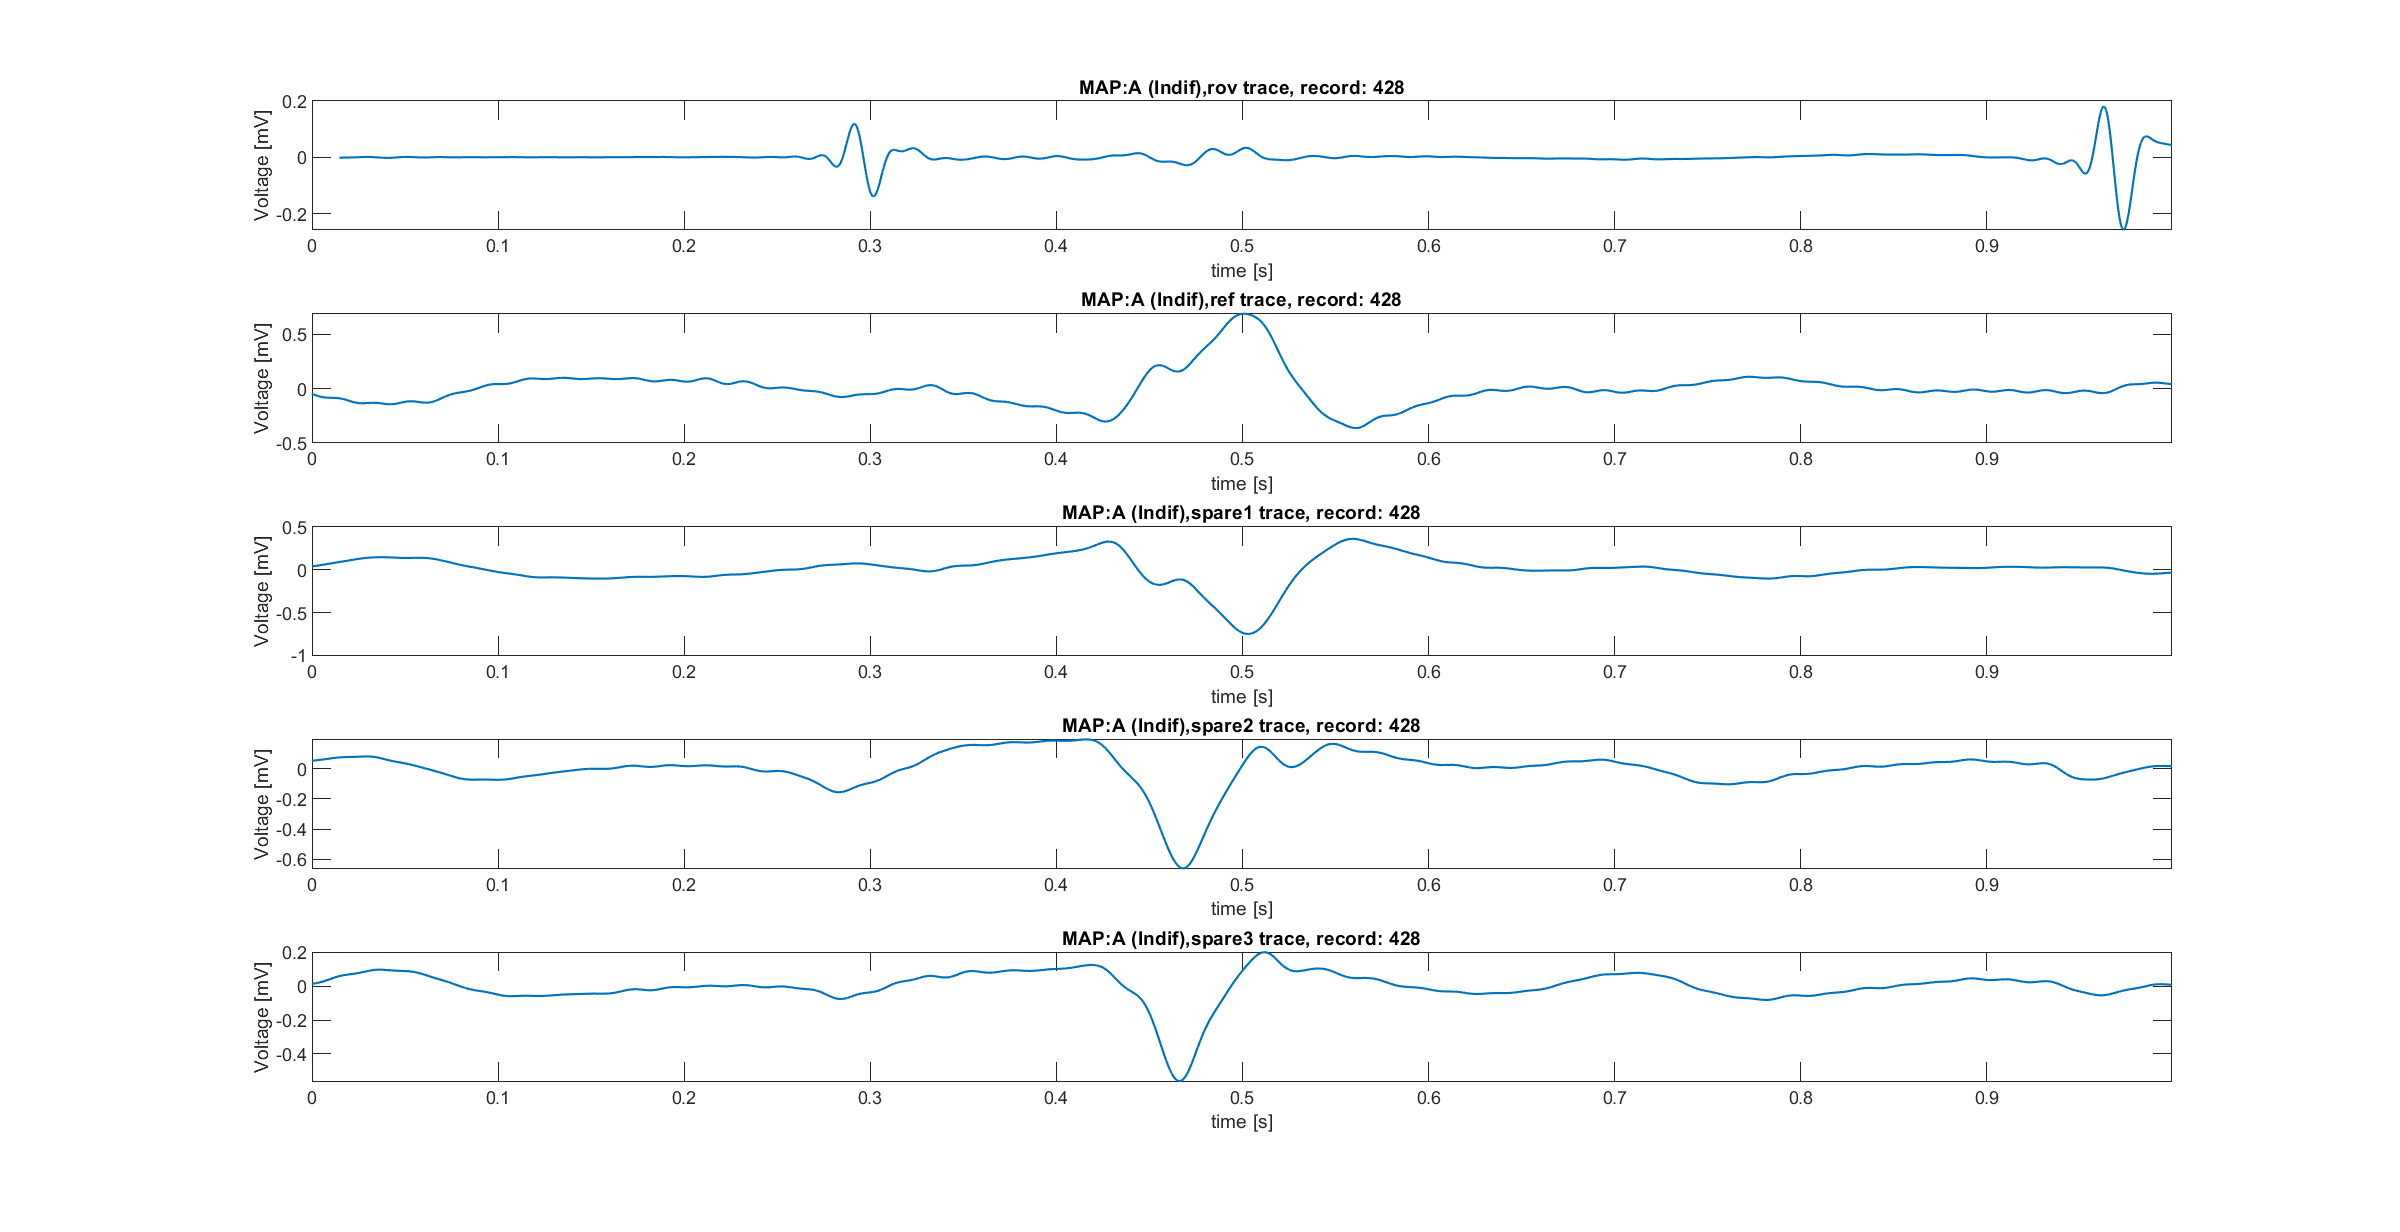 MAP:A (Indif),rov trace, record: 428
Voltage [mV]
0.2
0
-0.2
0 0.1 0.2 0.3 0.4 0.5 0.6 0.7 0.8 0.9
time [s]
MAP:A (Indif),ref trace, record: 428
Voltage [mV]
0.5
0
-0.5
0 0.1 0.2 0.3 0.4 0.5 0.6 0.7 0.8 0.9
time [s]
MAP:A (Indif),spare1 trace, record: 428
Voltage [mV]
0.5
0
-0.5
-1
0 0.1 0.2 0.3 0.4 0.5 0.6 0.7 0.8 0.9
time [s]
MAP:A (Indif),spare2 trace, record: 428
Voltage [mV]
0
-0.2
-0.4
-0.6
0 0.1 0.2 0.3 0.4 0.5 0.6 0.7 0.8 0.9
time [s]
MAP:A (Indif),spare3 trace, record: 428
Voltage [mV]
0.2
0
-0.2
-0.4
0 0.1 0.2 0.3 0.4 0.5 0.6 0.7 0.8 0.9
time [s]